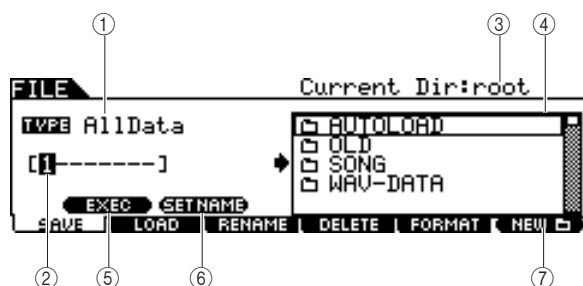 ① ③ ④
FILE Current Dir:root
TYPE AllData
[1--------]
AUTOLOAD
OLD
SONG
WAV-DATA
EXEC SETNAME
SAVE LOAD RENAME DELETE FORMAT NEW
② ⑤ ⑥ ⑦